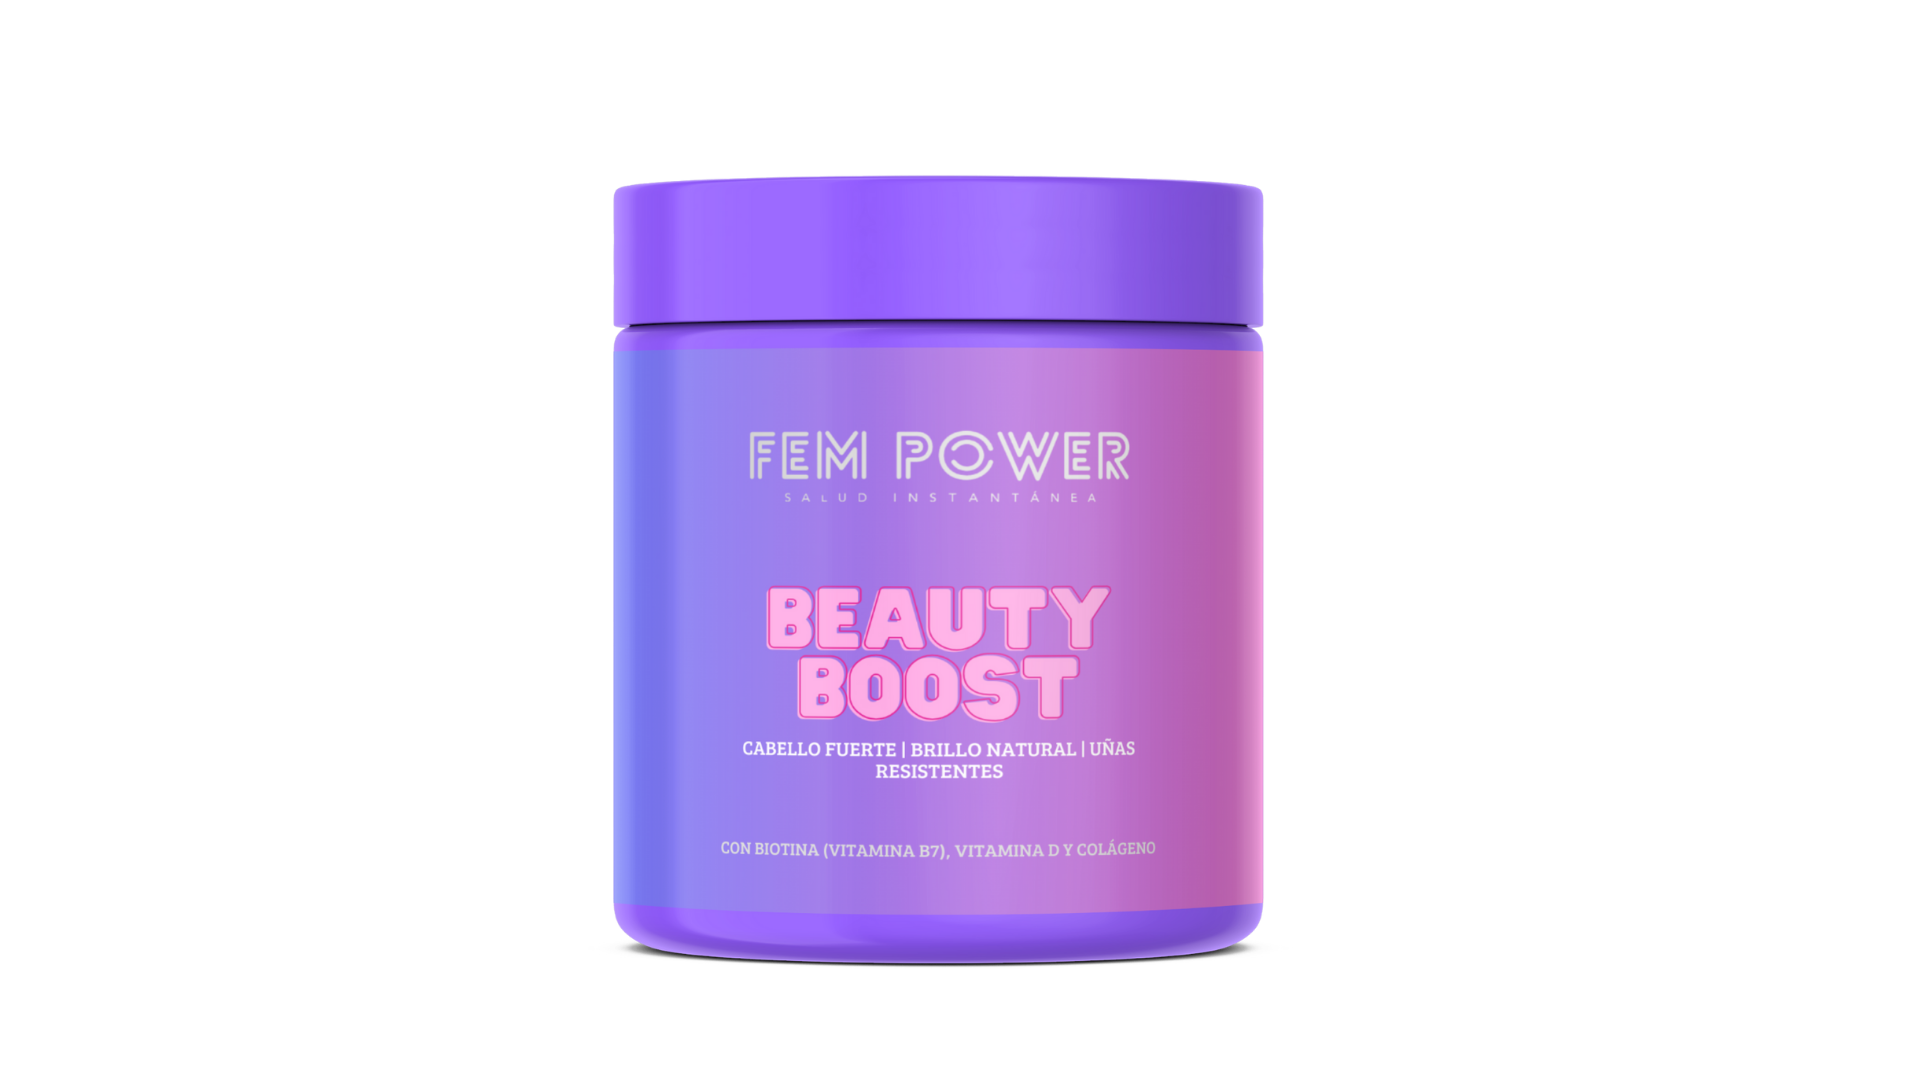 FEM POWER
SALUD INSTANTÁNEA
BEAUTY
BOOST
CABELLO FUERTE | BRILLO NATURAL | UÑAS
RESISTENTES
CON BIOTINA (VITAMINA B7), VITAMINA D Y COLÁGENO